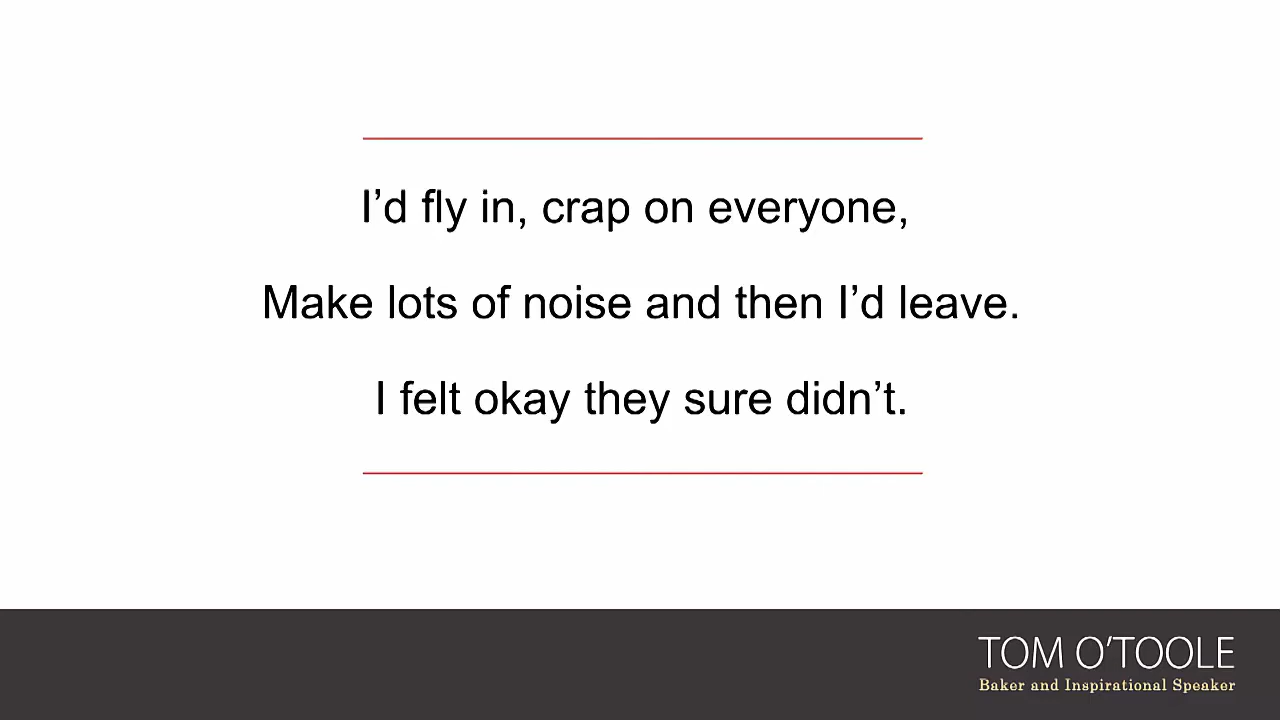 I’d fly in, crap on everyone,
Make lots of noise and then I’d leave.
I felt okay they sure didn’t.
TOM O’TOOLE
Baker and Inspirational Speaker